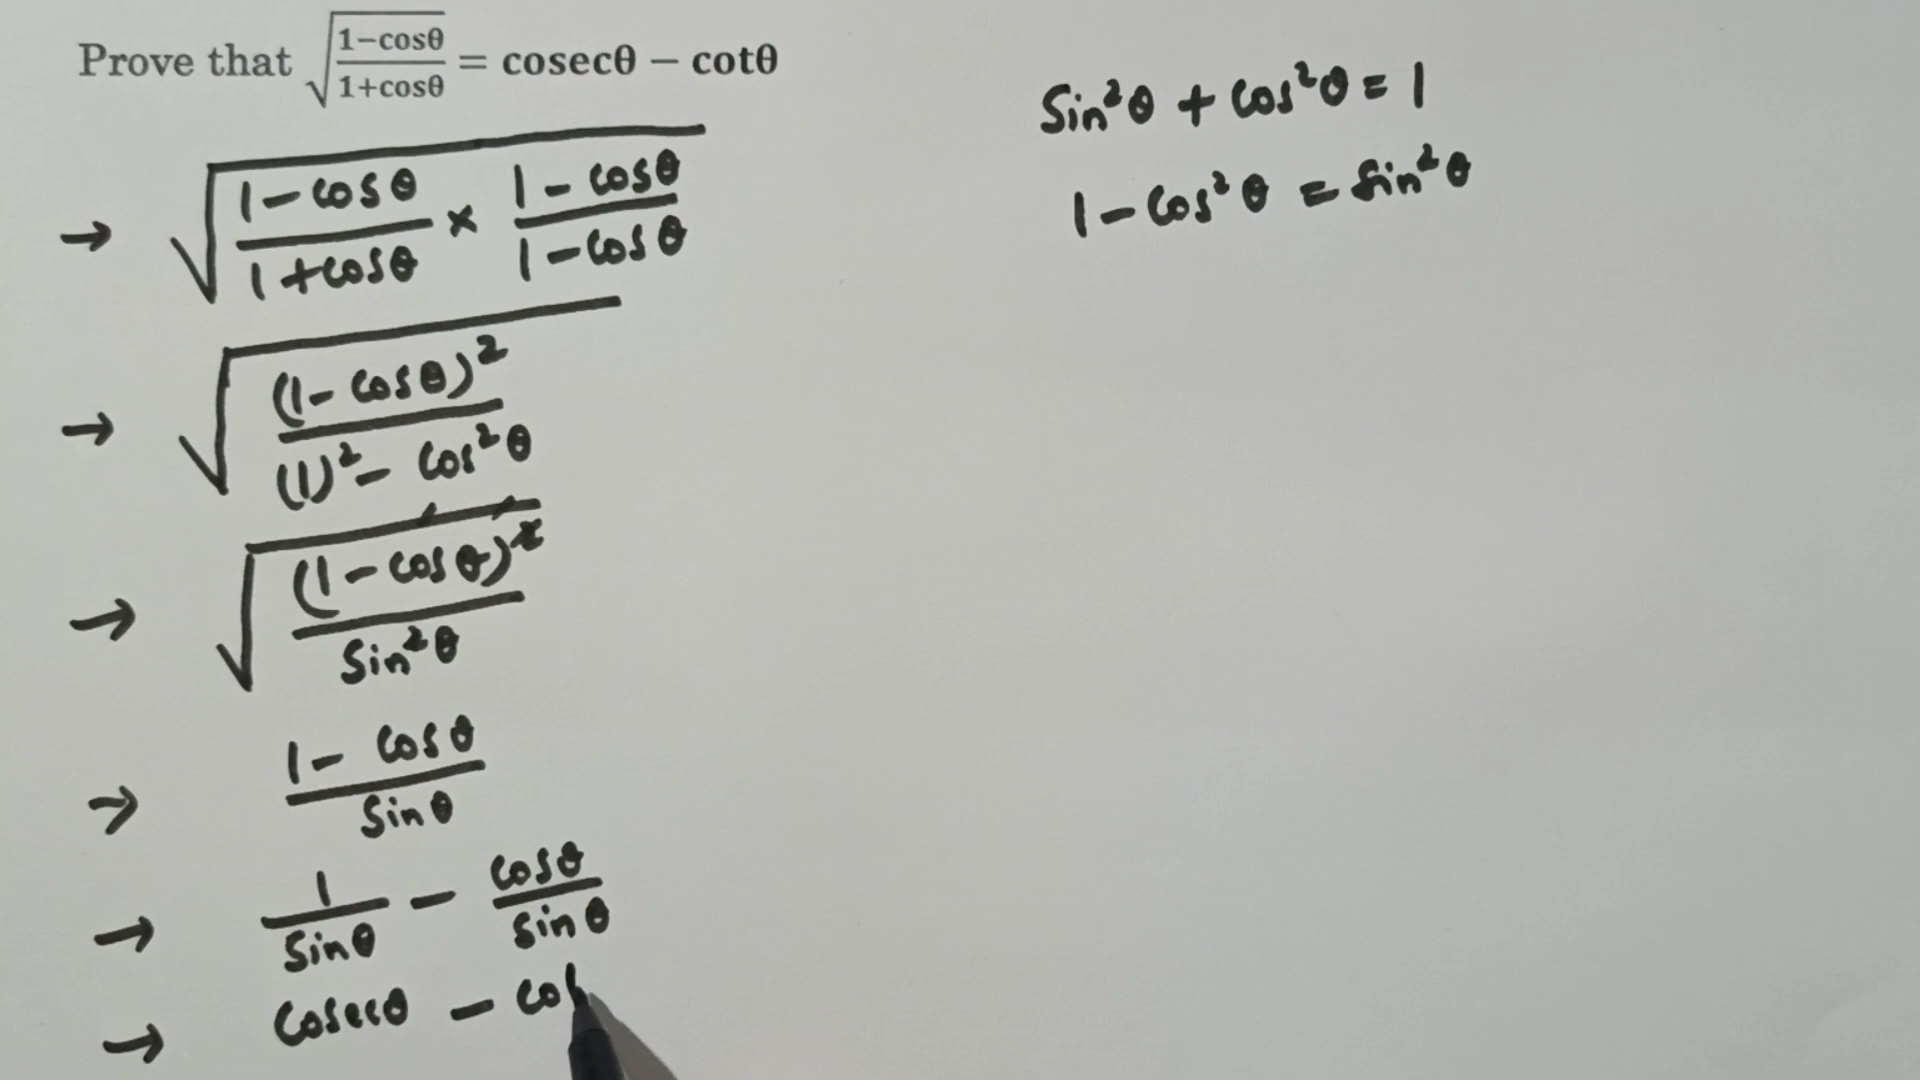 Prove that √((1−cosθ)/(1+cosθ)) = cosecθ − cotθ
Sin²θ + Cos²θ = 1
1 − Cos²θ = Sin²θ
→ √((1 − cosθ)/(1 + cosθ) × (1 − cosθ)/(1 − cosθ))
→ √((1 − cosθ)²/((1)² − Cos²θ))
→ √((1 − cosθ)²/Sin²θ)
→ (1 − cosθ)/Sinθ
→ 1/Sinθ − cosθ/Sinθ
→ Cosecθ − co